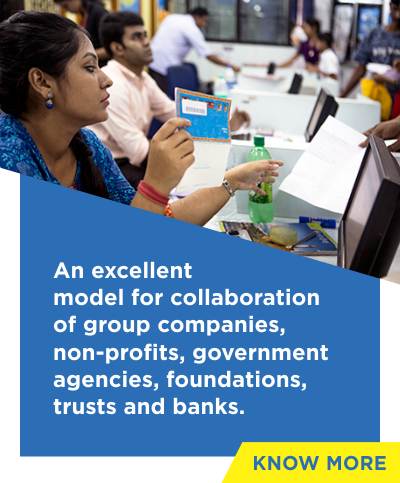 An excellent
model for collaboration
of group companies,
non-profits, government
agencies, foundations,
trusts and banks.
KNOW MORE